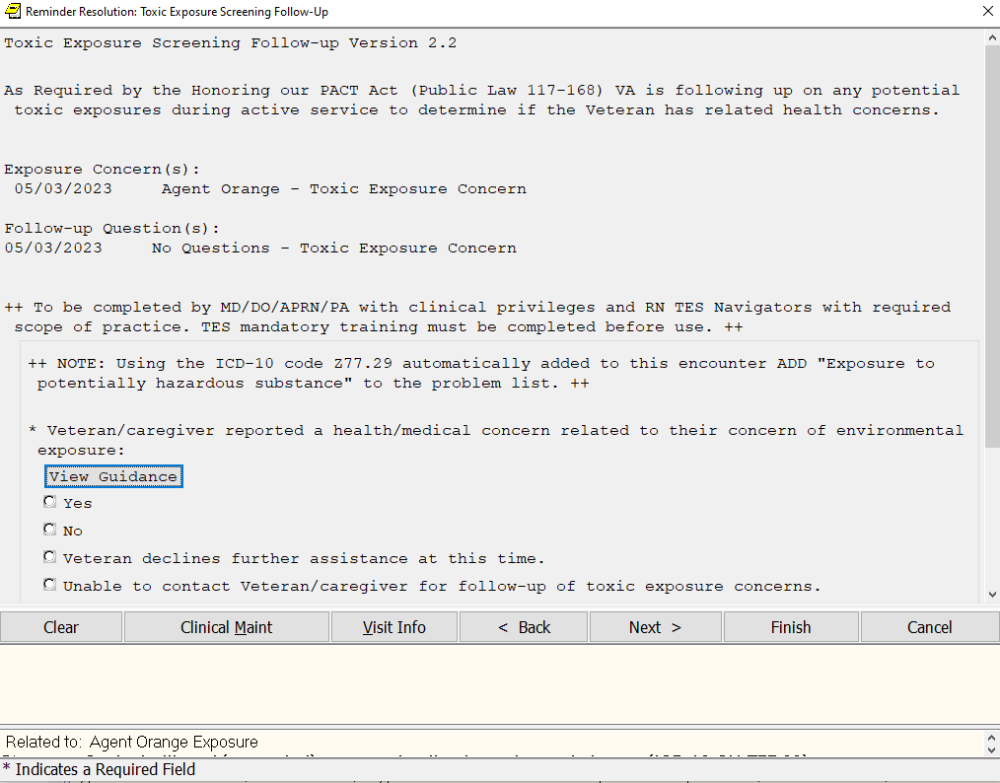 Reminder Resolution: Toxic Exposure Screening Follow-Up
Toxic Exposure Screening Follow-up Version 2.2
As Required by the Honoring our PACT Act (Public Law 117-168) VA is following up on any potential
toxic exposures during active service to determine if the Veteran has related health concerns.
Exposure Concern(s):
05/03/2023 Agent Orange - Toxic Exposure Concern
Follow-up Question(s):
05/03/2023 No Questions - Toxic Exposure Concern
++ To be completed by MD/DO/APRN/PA with clinical privileges and RN TES Navigators with required
scope of practice. TES mandatory training must be completed before use. ++
++ NOTE: Using the ICD-10 code Z77.29 automatically added to this encounter ADD "Exposure to
potentially hazardous substance" to the problem list. ++
* Veteran/caregiver reported a health/medical concern related to their concern of environmental
exposure:
View Guidance
Yes
No
Veteran declines further assistance at this time.
Unable to contact Veteran/caregiver for follow-up of toxic exposure concerns.
Clear Clinical Maint Visit Info < Back Next > Finish Cancel
Related to: Agent Orange Exposure
* Indicates a Required Field